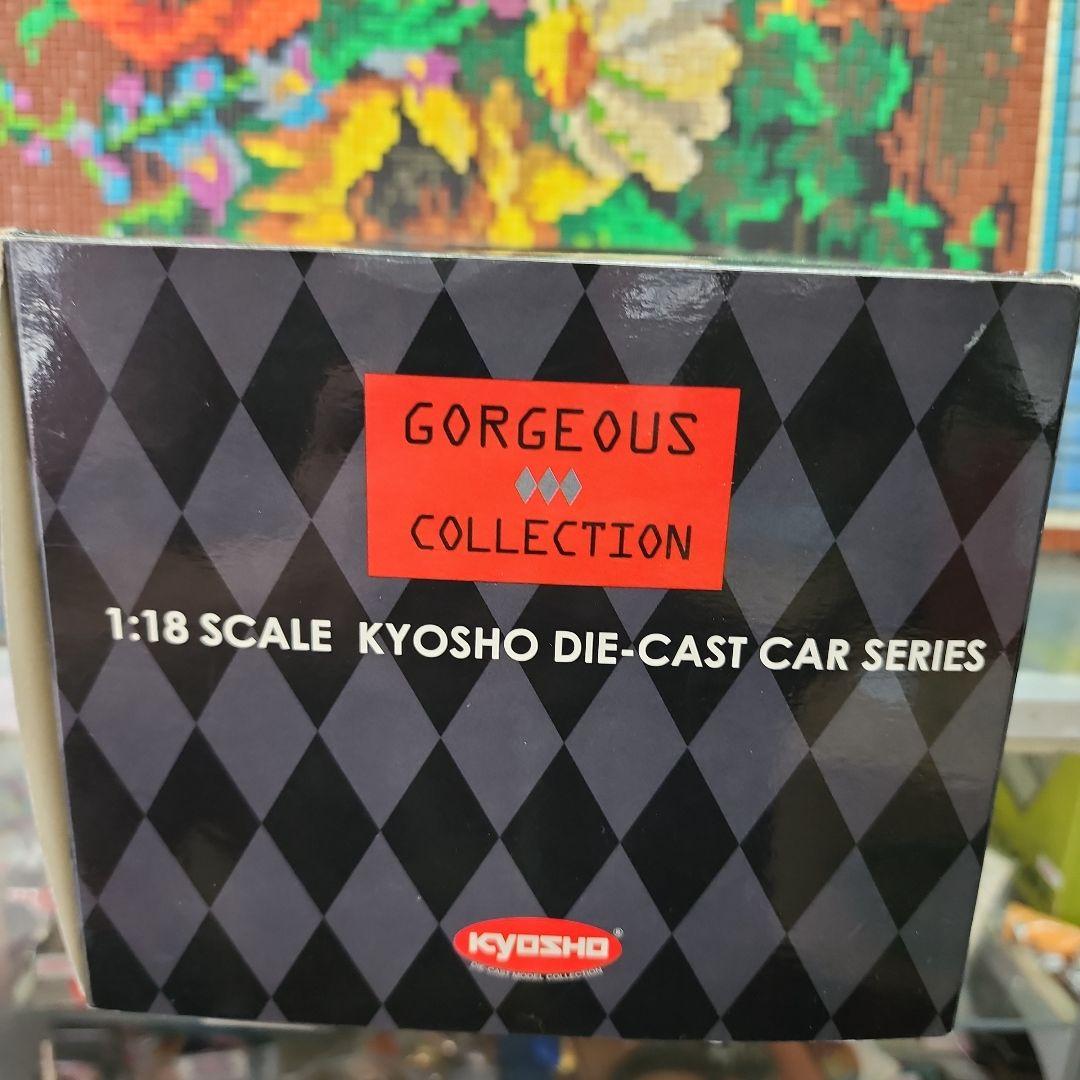 GORGEOUS
COLLECTION
1:18 SCALE KYOSHO DIE-CAST CAR SERIES
KYOSHO®
DIE-CAST MODEL COLLECTION